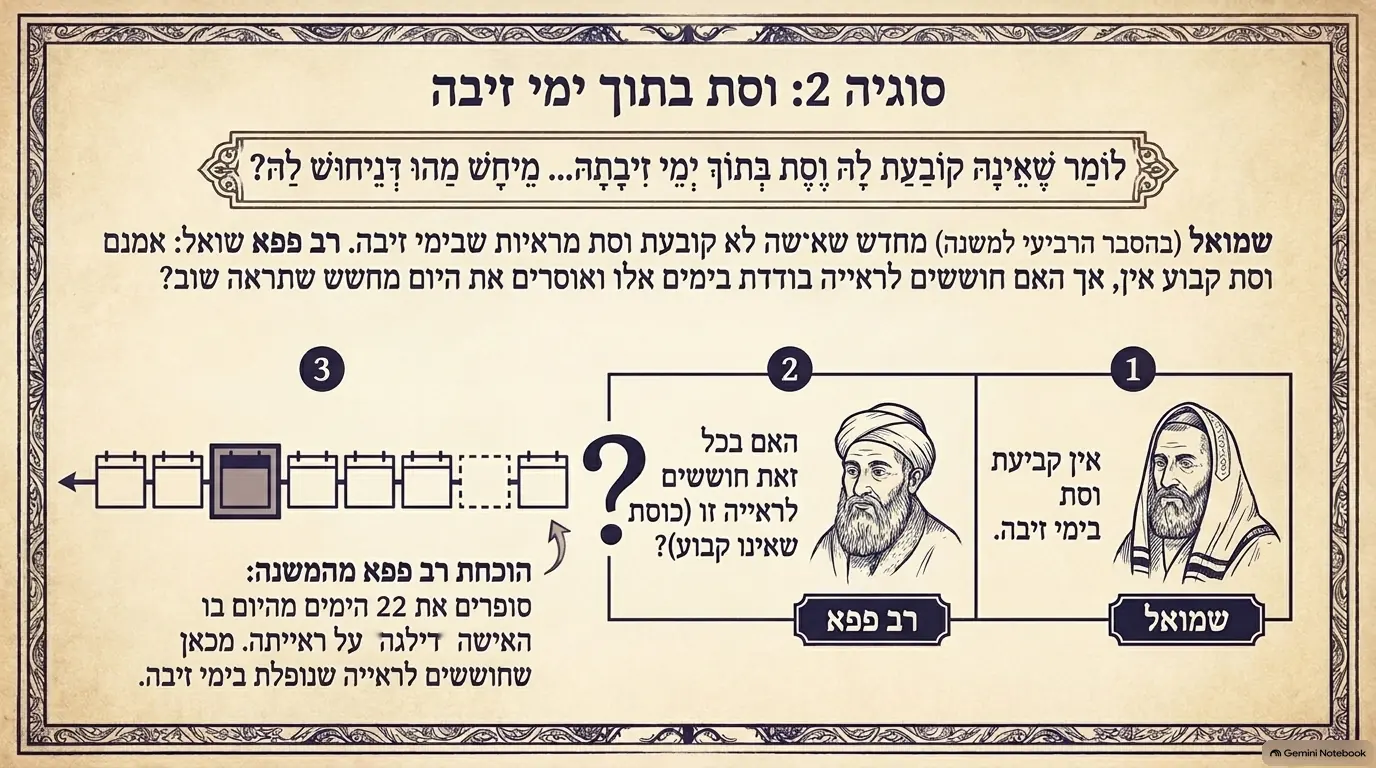 סוגיה 2: וסת בתוך ימי זיבה
לוֹמַר שֶׁאֵינָהּ קוֹבַעַת לָהּ וֶסֶת בְּתוֹךְ יְמֵי זִיבָתָהּ... מֵיחָשׁ מַהוּ דְּנֵיחוּשׁ לַהּ?
שמואל (בהסבר הרביעי למשנה) מחדש שאישה לא קובעת וסת מראיות שבימי זיבה. רב פפא שואל: אמנם
וסת קבוע אין, אך האם חוששים לראייה בודדת בימים אלו ואוסרים את היום מחשש שתראה שוב?
1
אין קביעת
וסת
בימי זיבה.
שמואל
2
האם בכל
זאת חוששים
לראייה זו (כוסת
שאינו קבוע)?
רב פפא
?
3
הוכחת רב פפא מהמשנה:
סופרים את 22 הימים מהיום בו
האישה דילגה על ראייתה. מכאן
שחוששים לראייה שנופלת בימי זיבה.
Gemini Notebook